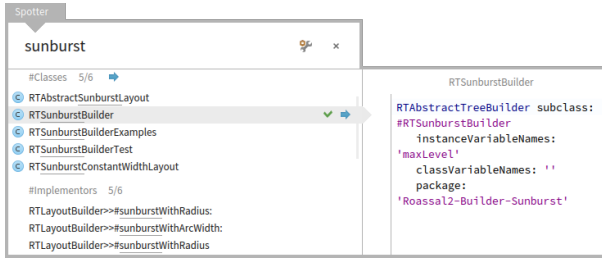 Spotter
sunburst
×
#Classes 5/6
C RTAbstractSunburstLayout
C RTSunburstBuilder
C RTSunburstBuilderExamples
C RTSunburstBuilderTest
C RTSunburstConstantWidthLayout
#Implementors 5/6
RTLayoutBuilder>>#sunburstWithRadius:
RTLayoutBuilder>>#sunburstWithArcWidth:
RTLayoutBuilder>>#sunburstWithRadius
RTSunburstBuilder
RTAbstractTreeBuilder subclass:
#RTSunburstBuilder
instanceVariableNames:
'maxLevel'
classVariableNames: ''
package:
'Roassal2-Builder-Sunburst'